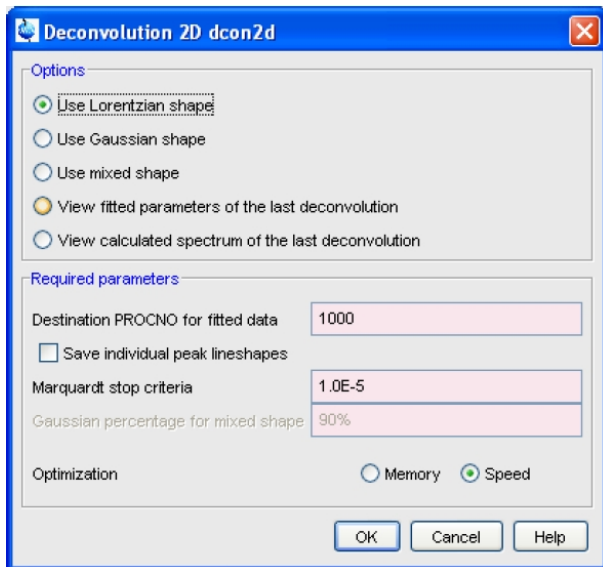 Deconvolution 2D dcon2d
Options
Use Lorentzian shape
Use Gaussian shape
Use mixed shape
View fitted parameters of the last deconvolution
View calculated spectrum of the last deconvolution
Required parameters
Destination PROCNO for fitted data 1000
Save individual peak lineshapes
Marquardt stop criteria 1.0E-5
Gaussian percentage for mixed shape 90%
Optimization Memory Speed
OK Cancel Help